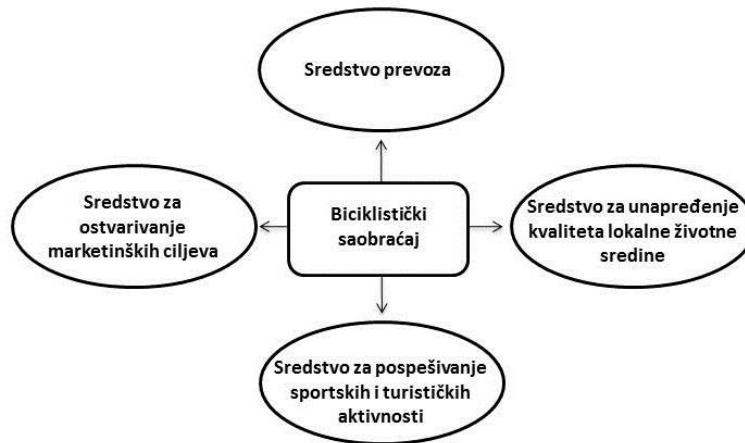 Sredstvo prevoza
Sredstvo za
ostvarivanje
marketinških ciljeva
Biciklistički
saobraćaj
Sredstvo za unapređenje
kvaliteta lokalne životne
sredine
Sredstvo za pospešivanje
sportskih i turističkih
aktivnosti